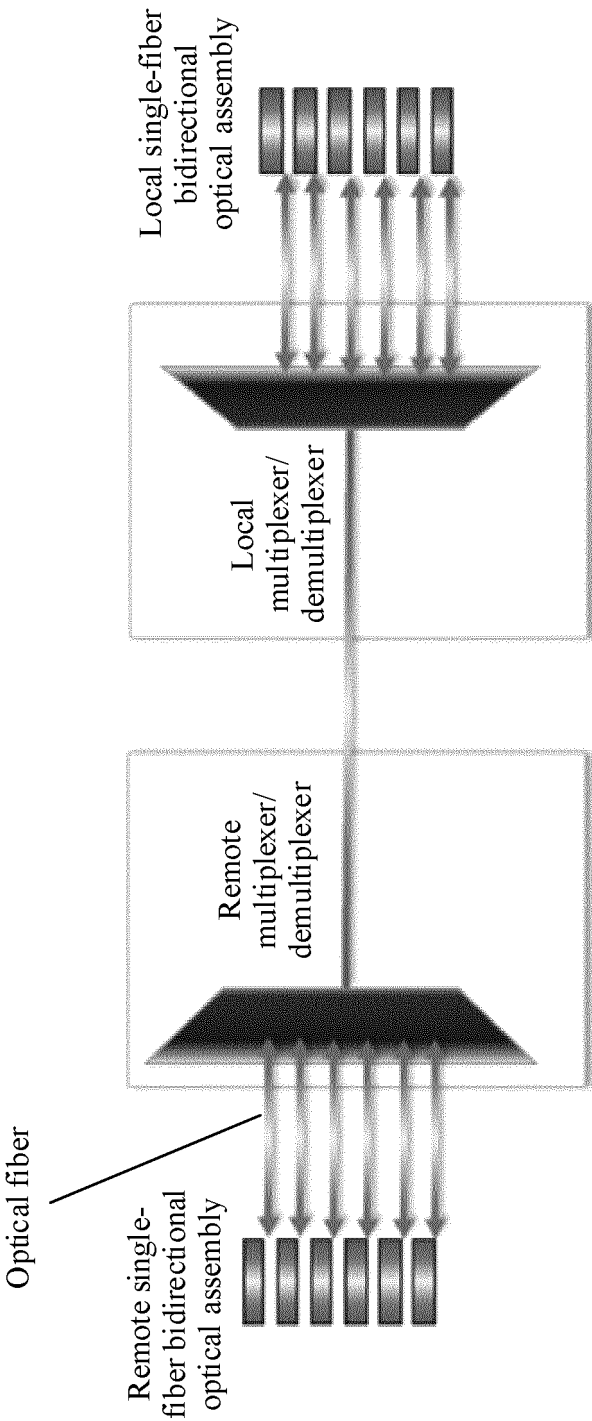 Optical fiber
Remote single-
fiber bidirectional
optical assembly
Remote
multiplexer/
demultiplexer
Local
multiplexer/
demultiplexer
Local single-fiber
bidirectional
optical assembly